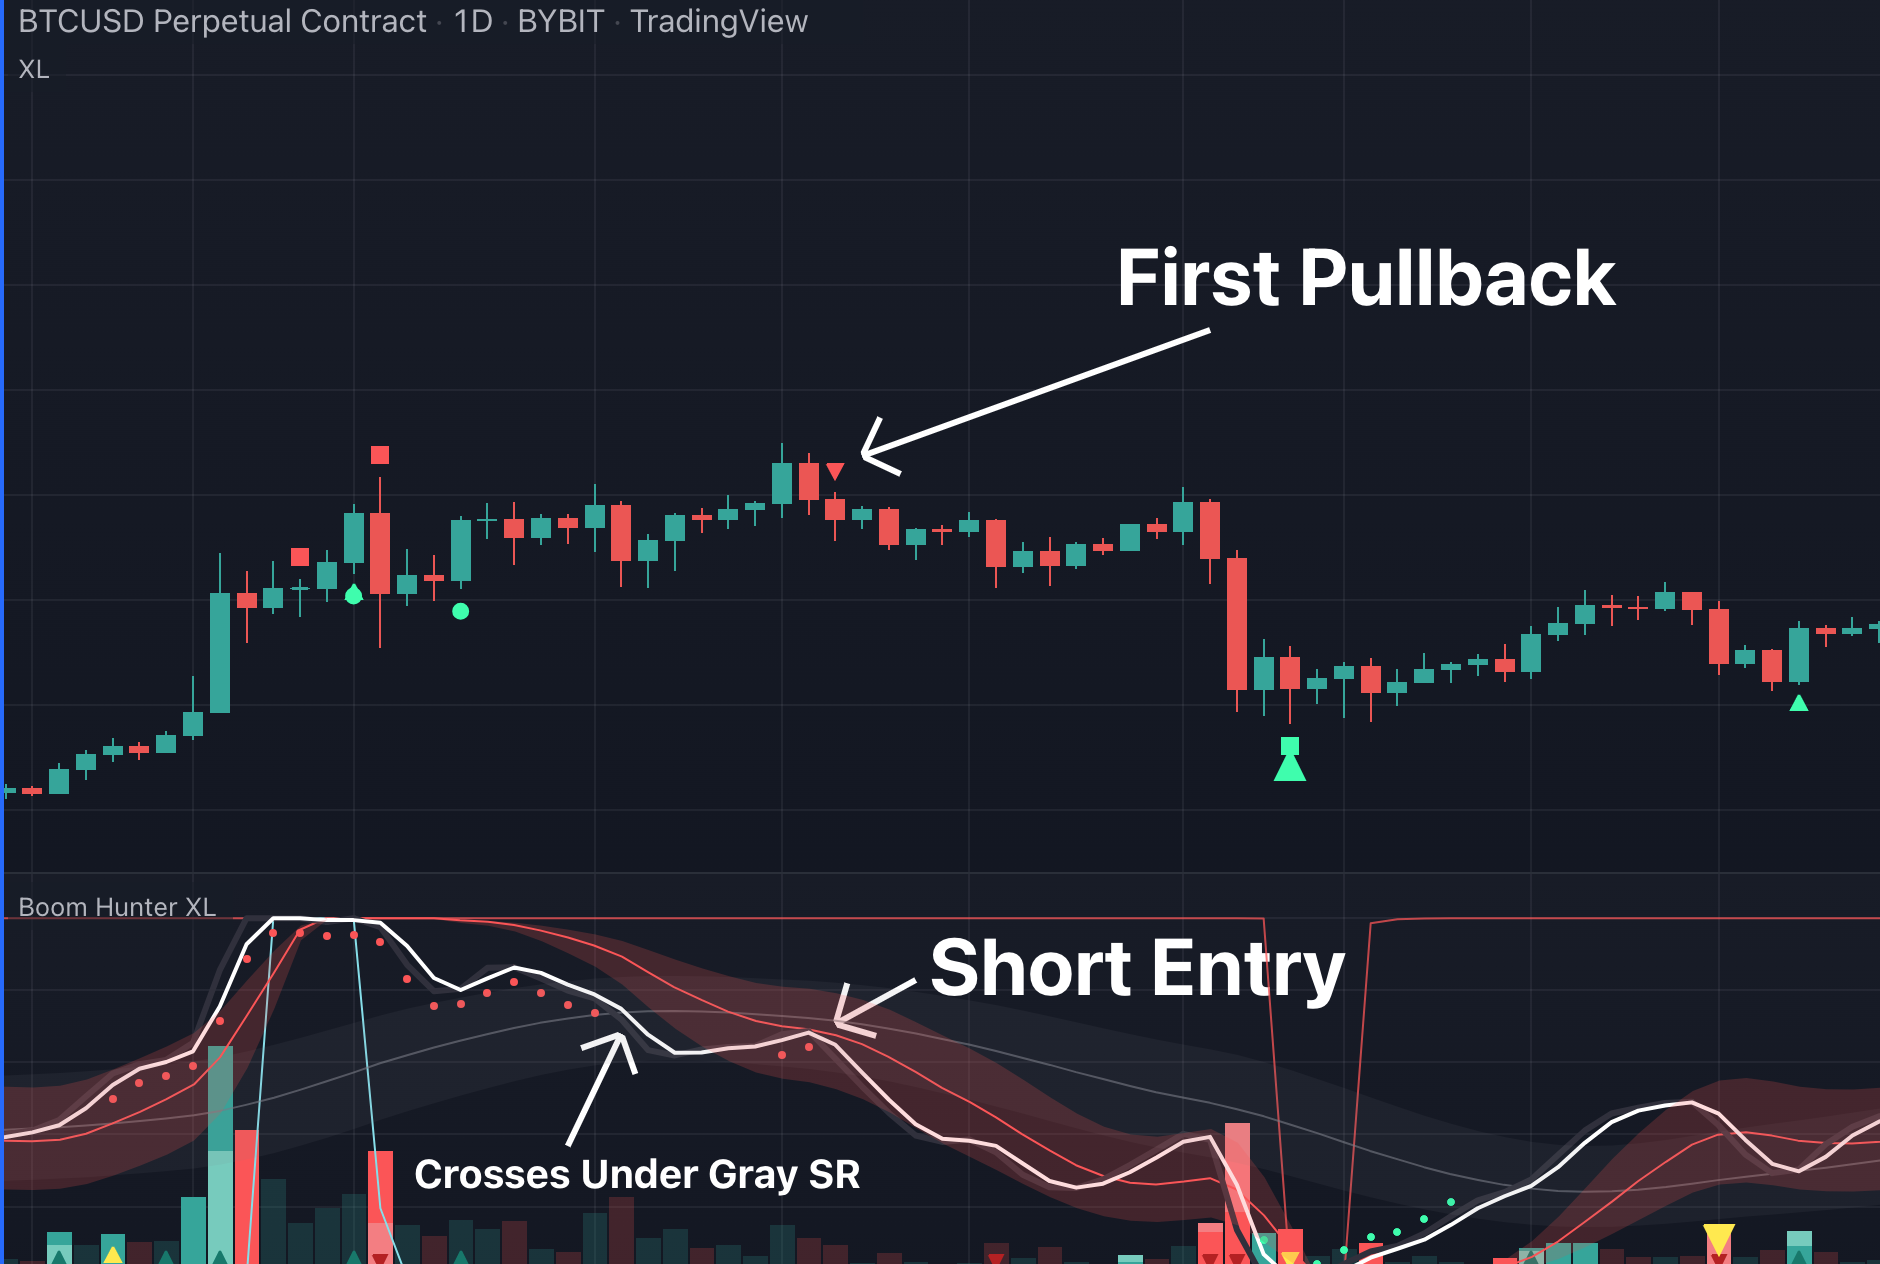 BTCUSD Perpetual Contract · 1D · BYBIT · TradingView
XL
First Pullback
Boom Hunter XL
Short Entry
Crosses Under Gray SR